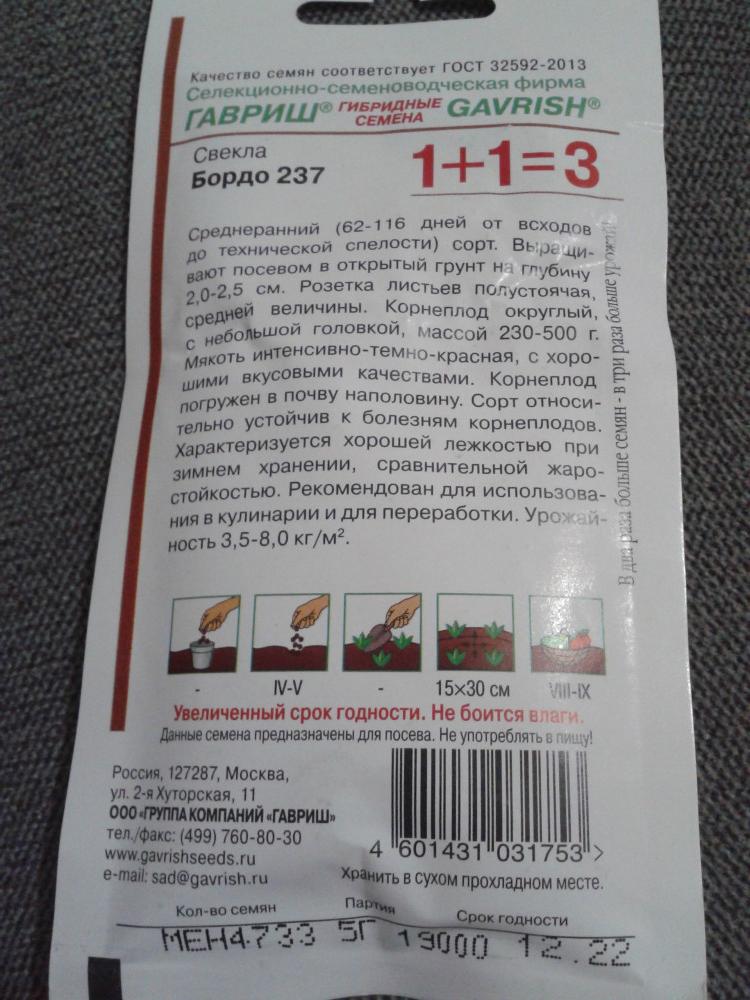 Качество семян соответствует ГОСТ 32592-2013
Селекционно-семеноводческая фирма
ГАВРИШ® ГИБРИДНЫЕ СЕМЕНА GAVRISH®
Свекла
Бордо 237
1+1=3
Среднеранний (62-116 дней от всходов
до технической спелости) сорт. Выращи-
вают посевом в открытый грунт на глубину
2,0-2,5 см. Розетка листьев полустоячая,
средней величины. Корнеплод округлый,
с небольшой головкой, массой 230-500 г.
Мякоть интенсивно-темно-красная, с хоро-
шими вкусовыми качествами. Корнеплод
погружен в почву наполовину. Сорт относи-
тельно устойчив к болезням корнеплодов.
Характеризуется хорошей лежкостью при
зимнем хранении, сравнительной жаро-
стойкостью. Рекомендован для использова-
ния в кулинарии и для переработки. Урожай-
ность 3,5-8,0 кг/м².
В два раза больше семян - в три раза больше урожай!
- IV-V - 15×30 см VIII-IX
Увеличенный срок годности. Не боится влаги.
Данные семена предназначены для посева. Не употреблять в пищу!
Россия, 127287, Москва,
ул. 2-я Хуторская, 11
ООО «ГРУППА КОМПАНИЙ «ГАВРИШ»
тел./факс: (499) 760-80-30
www.gavrishseeds.ru
e-mail: sad@gavrish.ru
4 601431 031753 >
Хранить в сухом прохладном месте.
Кол-во семян Партия Срок годности
МЕН4733 5Г 19000 12.22